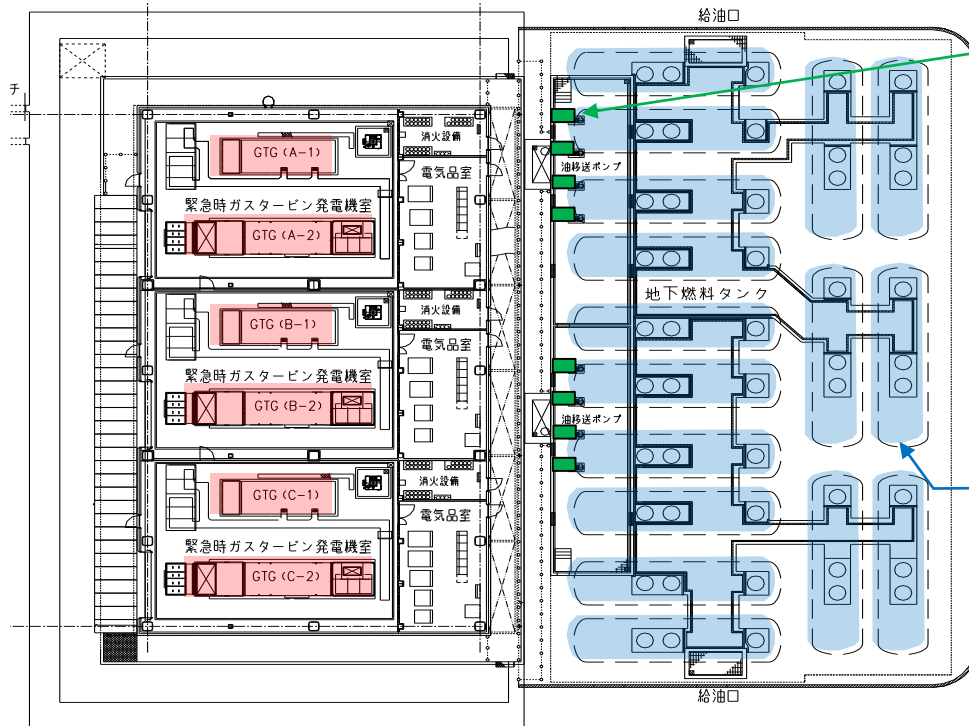 給油口
チ
消火設備
GTG (A-1)
電気品室
油移送ポンプ
緊急時ガスタービン発電機室
GTG (A-2)
地下燃料タンク
消火設備
GTG (B-1)
電気品室
緊急時ガスタービン発電機室
GTG (B-2)
油移送ポンプ
消火設備
GTG (C-1)
電気品室
緊急時ガスタービン発電機室
GTG (C-2)
給油口